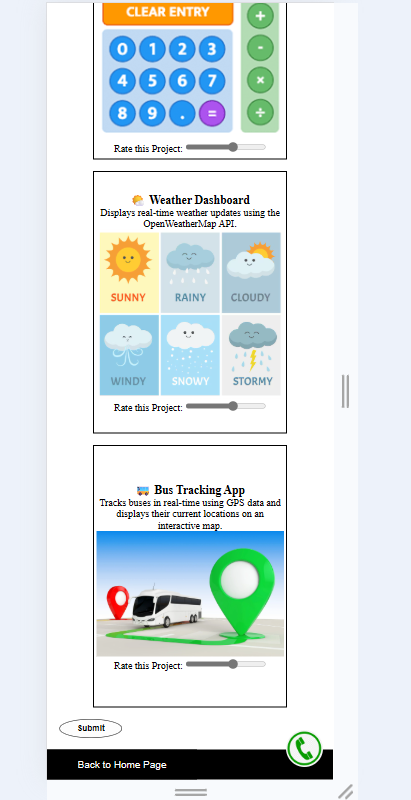 CLEAR ENTRY
+
0 1 2 3
-
4 5 6 7
×
8 9 . =
÷
Rate this Project:
Weather Dashboard
Displays real-time weather updates using the
OpenWeatherMap API.
SUNNY RAINY CLOUDY
WINDY SNOWY STORMY
Rate this Project:
Bus Tracking App
Tracks buses in real-time using GPS data and
displays their current locations on an
interactive map.
Rate this Project:
Submit
Back to Home Page